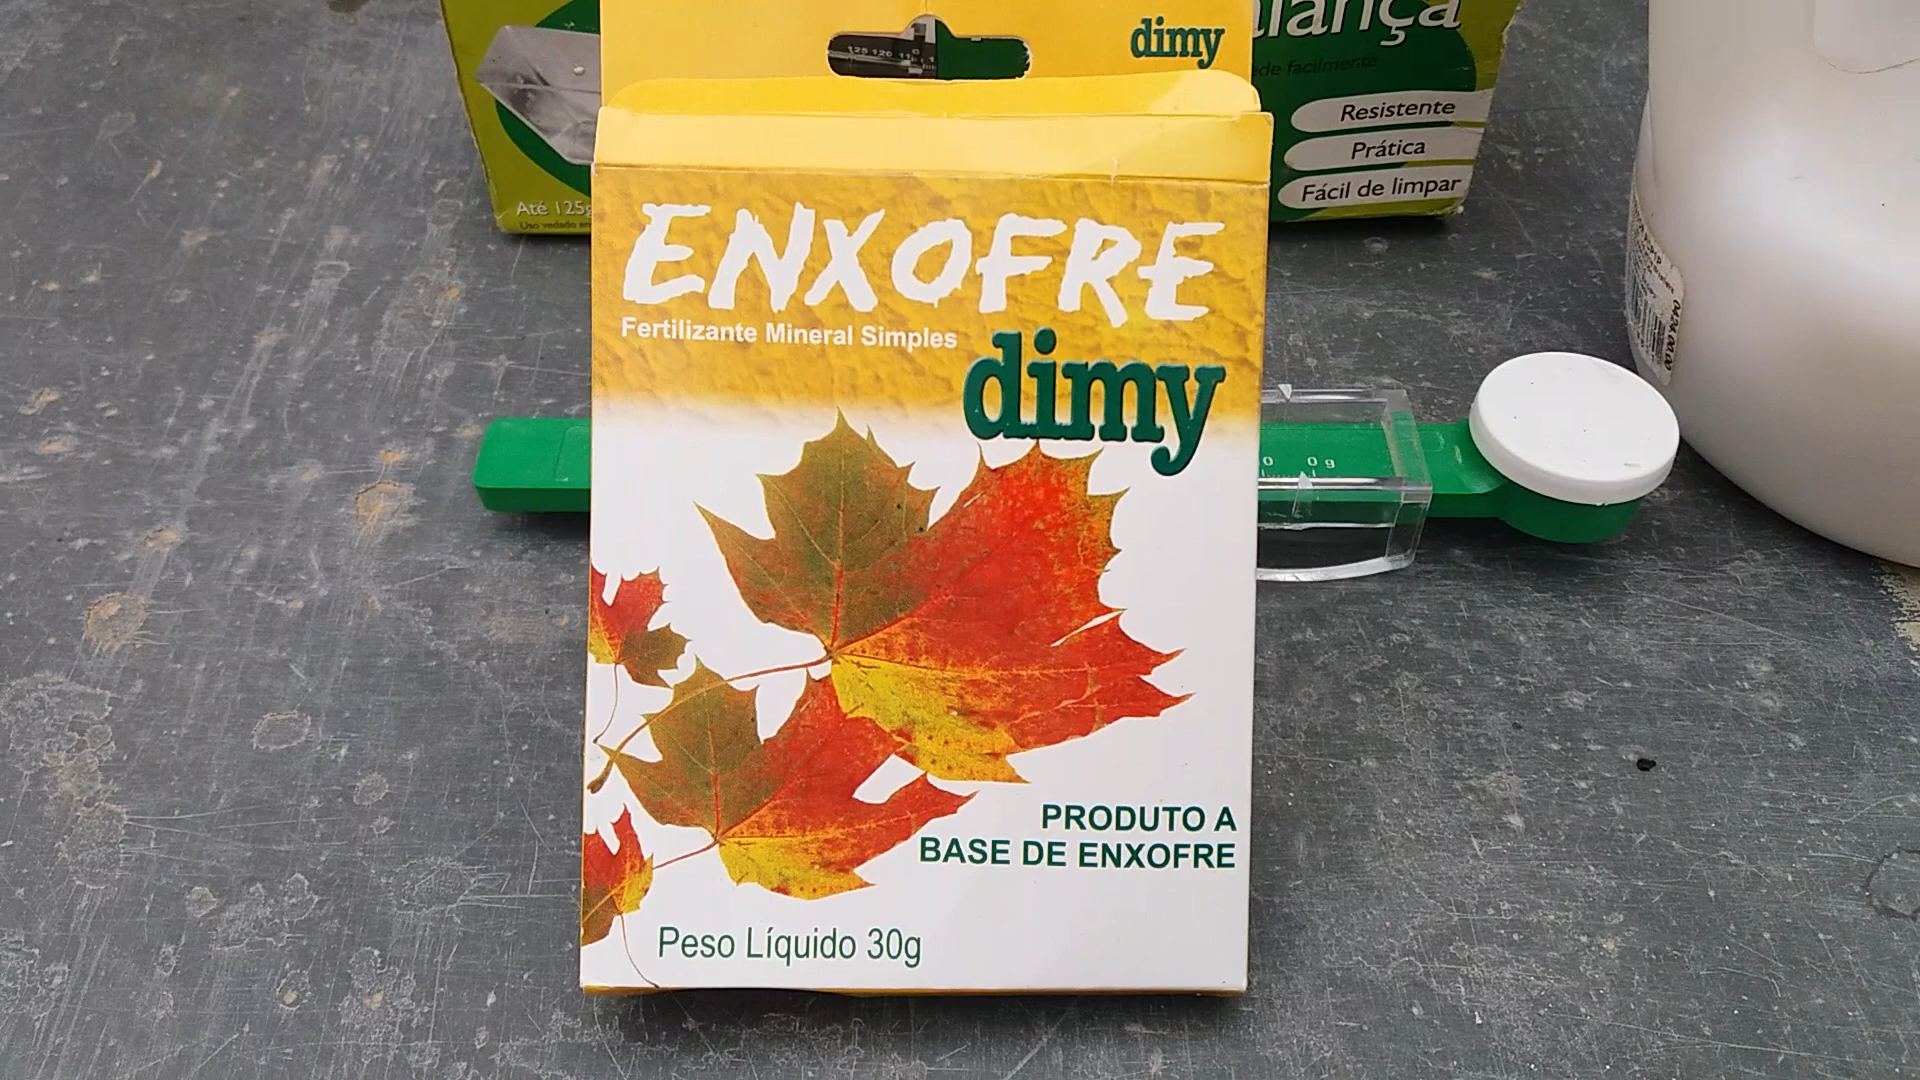 dimy
Resistente
Prática
Fácil de limpar
Até 125g
ENXOFRE
Fertilizante Mineral Simples
dimy
0 0g
PRODUTO A
BASE DE ENXOFRE
Peso Líquido 30g